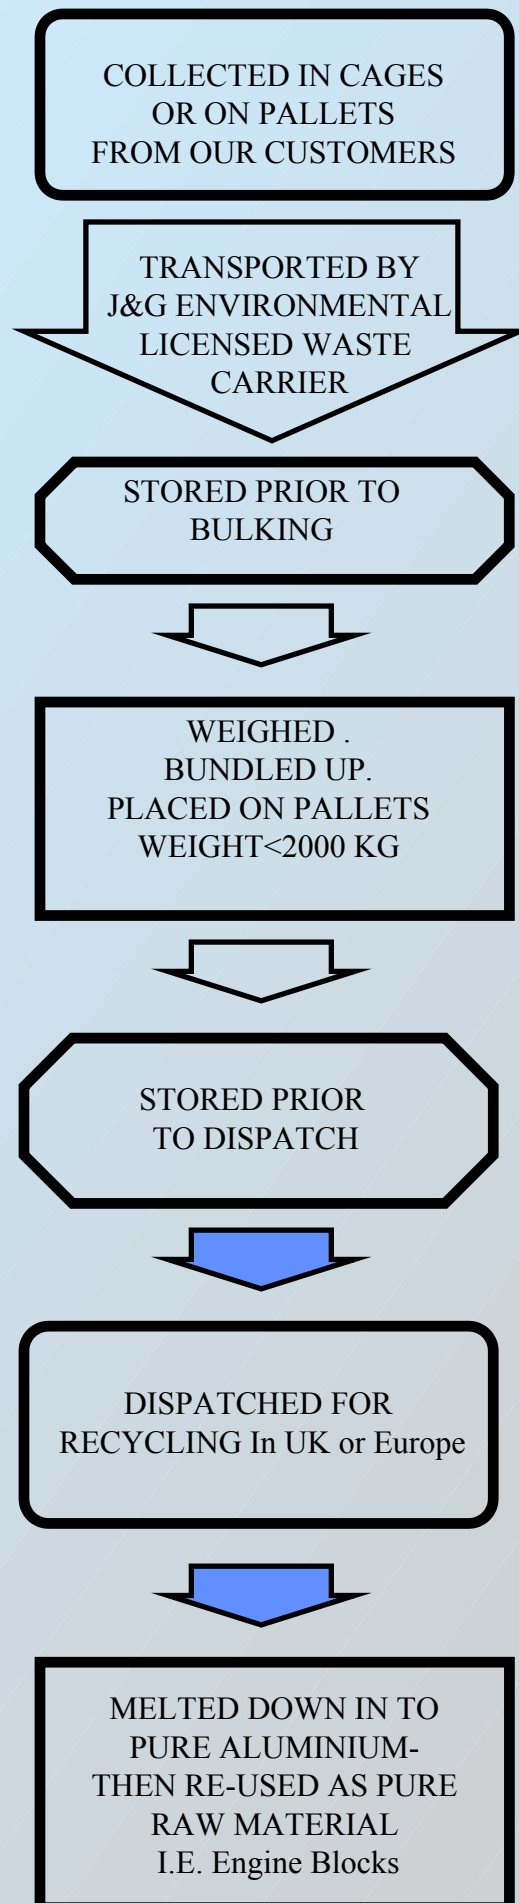 COLLECTED IN CAGES
OR ON PALLETS
FROM OUR CUSTOMERS
TRANSPORTED BY
J&G ENVIRONMENTAL
LICENSED WASTE
CARRIER
STORED PRIOR TO
BULKING
WEIGHED .
BUNDLED UP.
PLACED ON PALLETS
WEIGHT<2000 KG
STORED PRIOR
TO DISPATCH
DISPATCHED FOR
RECYCLING In UK or Europe
MELTED DOWN IN TO
PURE ALUMINIUM-
THEN RE-USED AS PURE
RAW MATERIAL
I.E. Engine Blocks